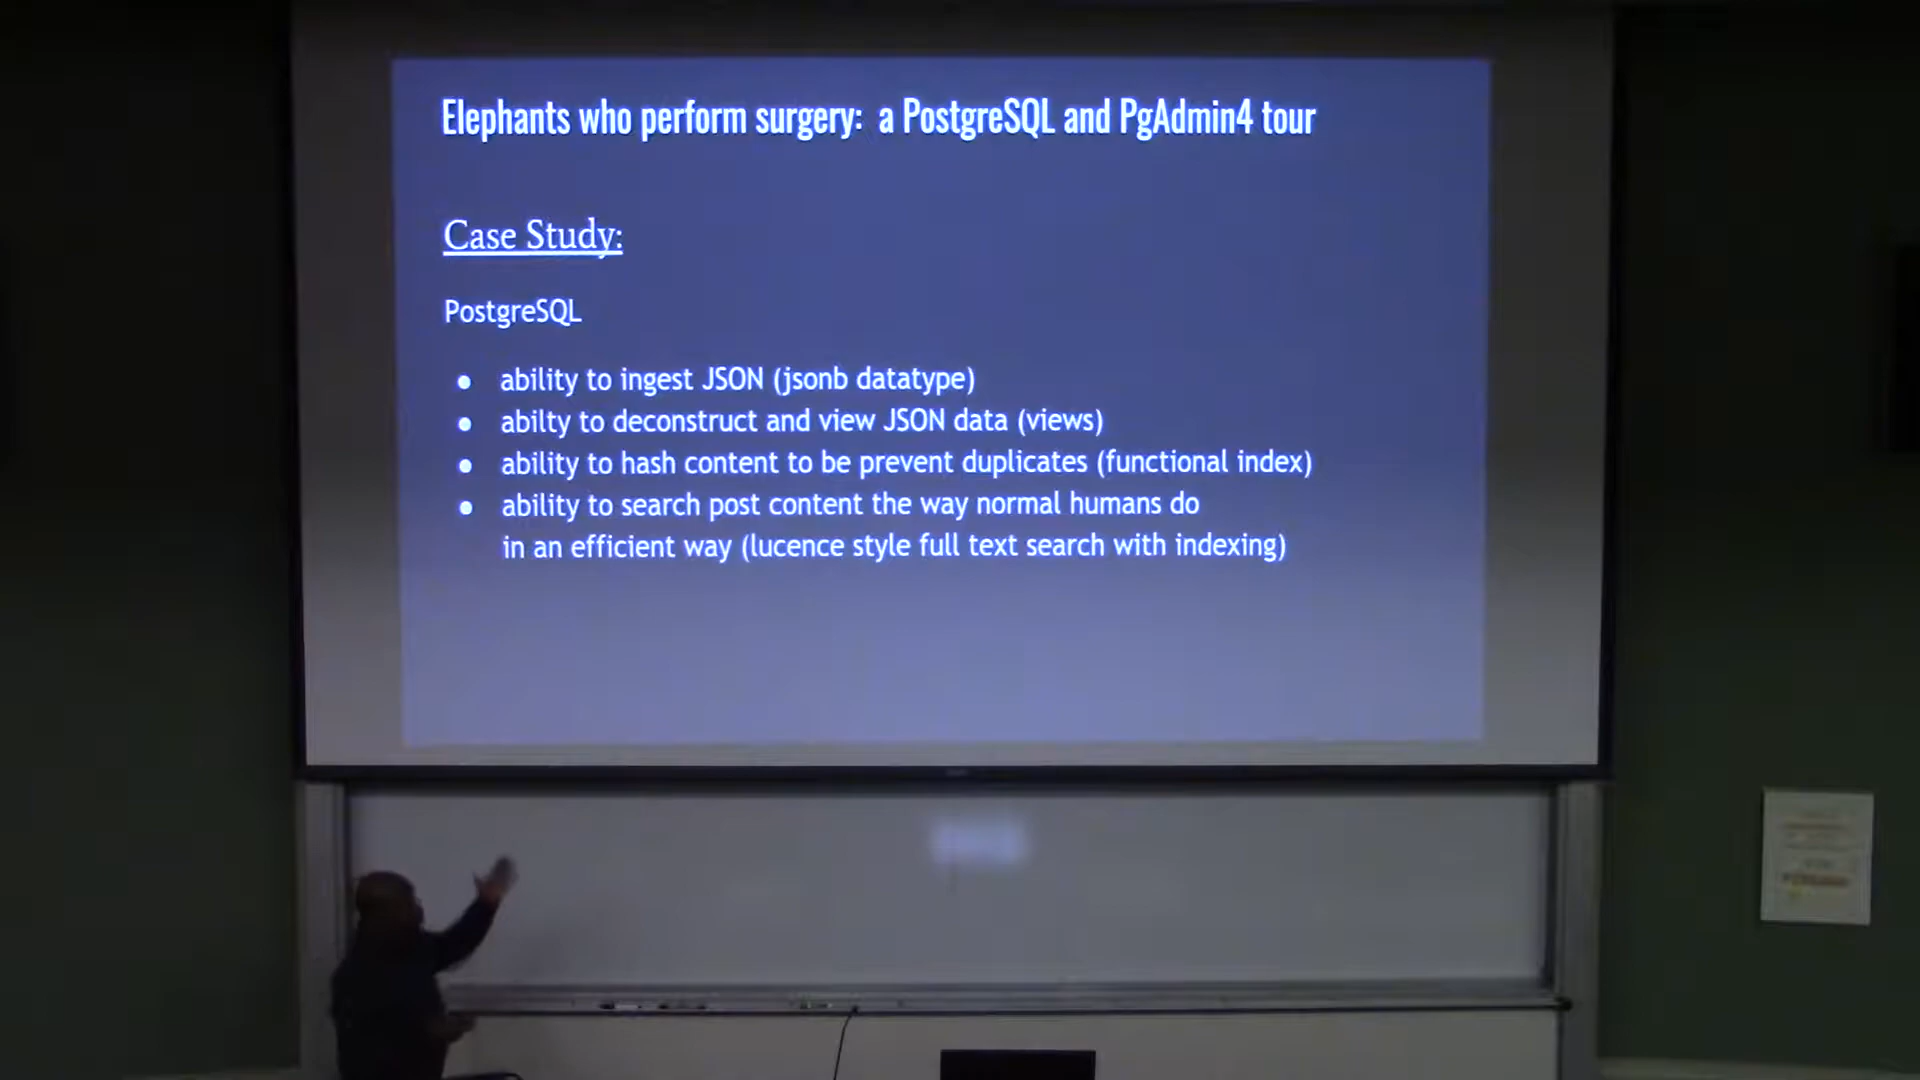 Elephants who perform surgery: a PostgreSQL and PgAdmin4 tour
Case Study:
PostgreSQL
● ability to ingest JSON (jsonb datatype)
● abilty to deconstruct and view JSON data (views)
● ability to hash content to be prevent duplicates (functional index)
● ability to search post content the way normal humans do
in an efficient way (lucence style full text search with indexing)